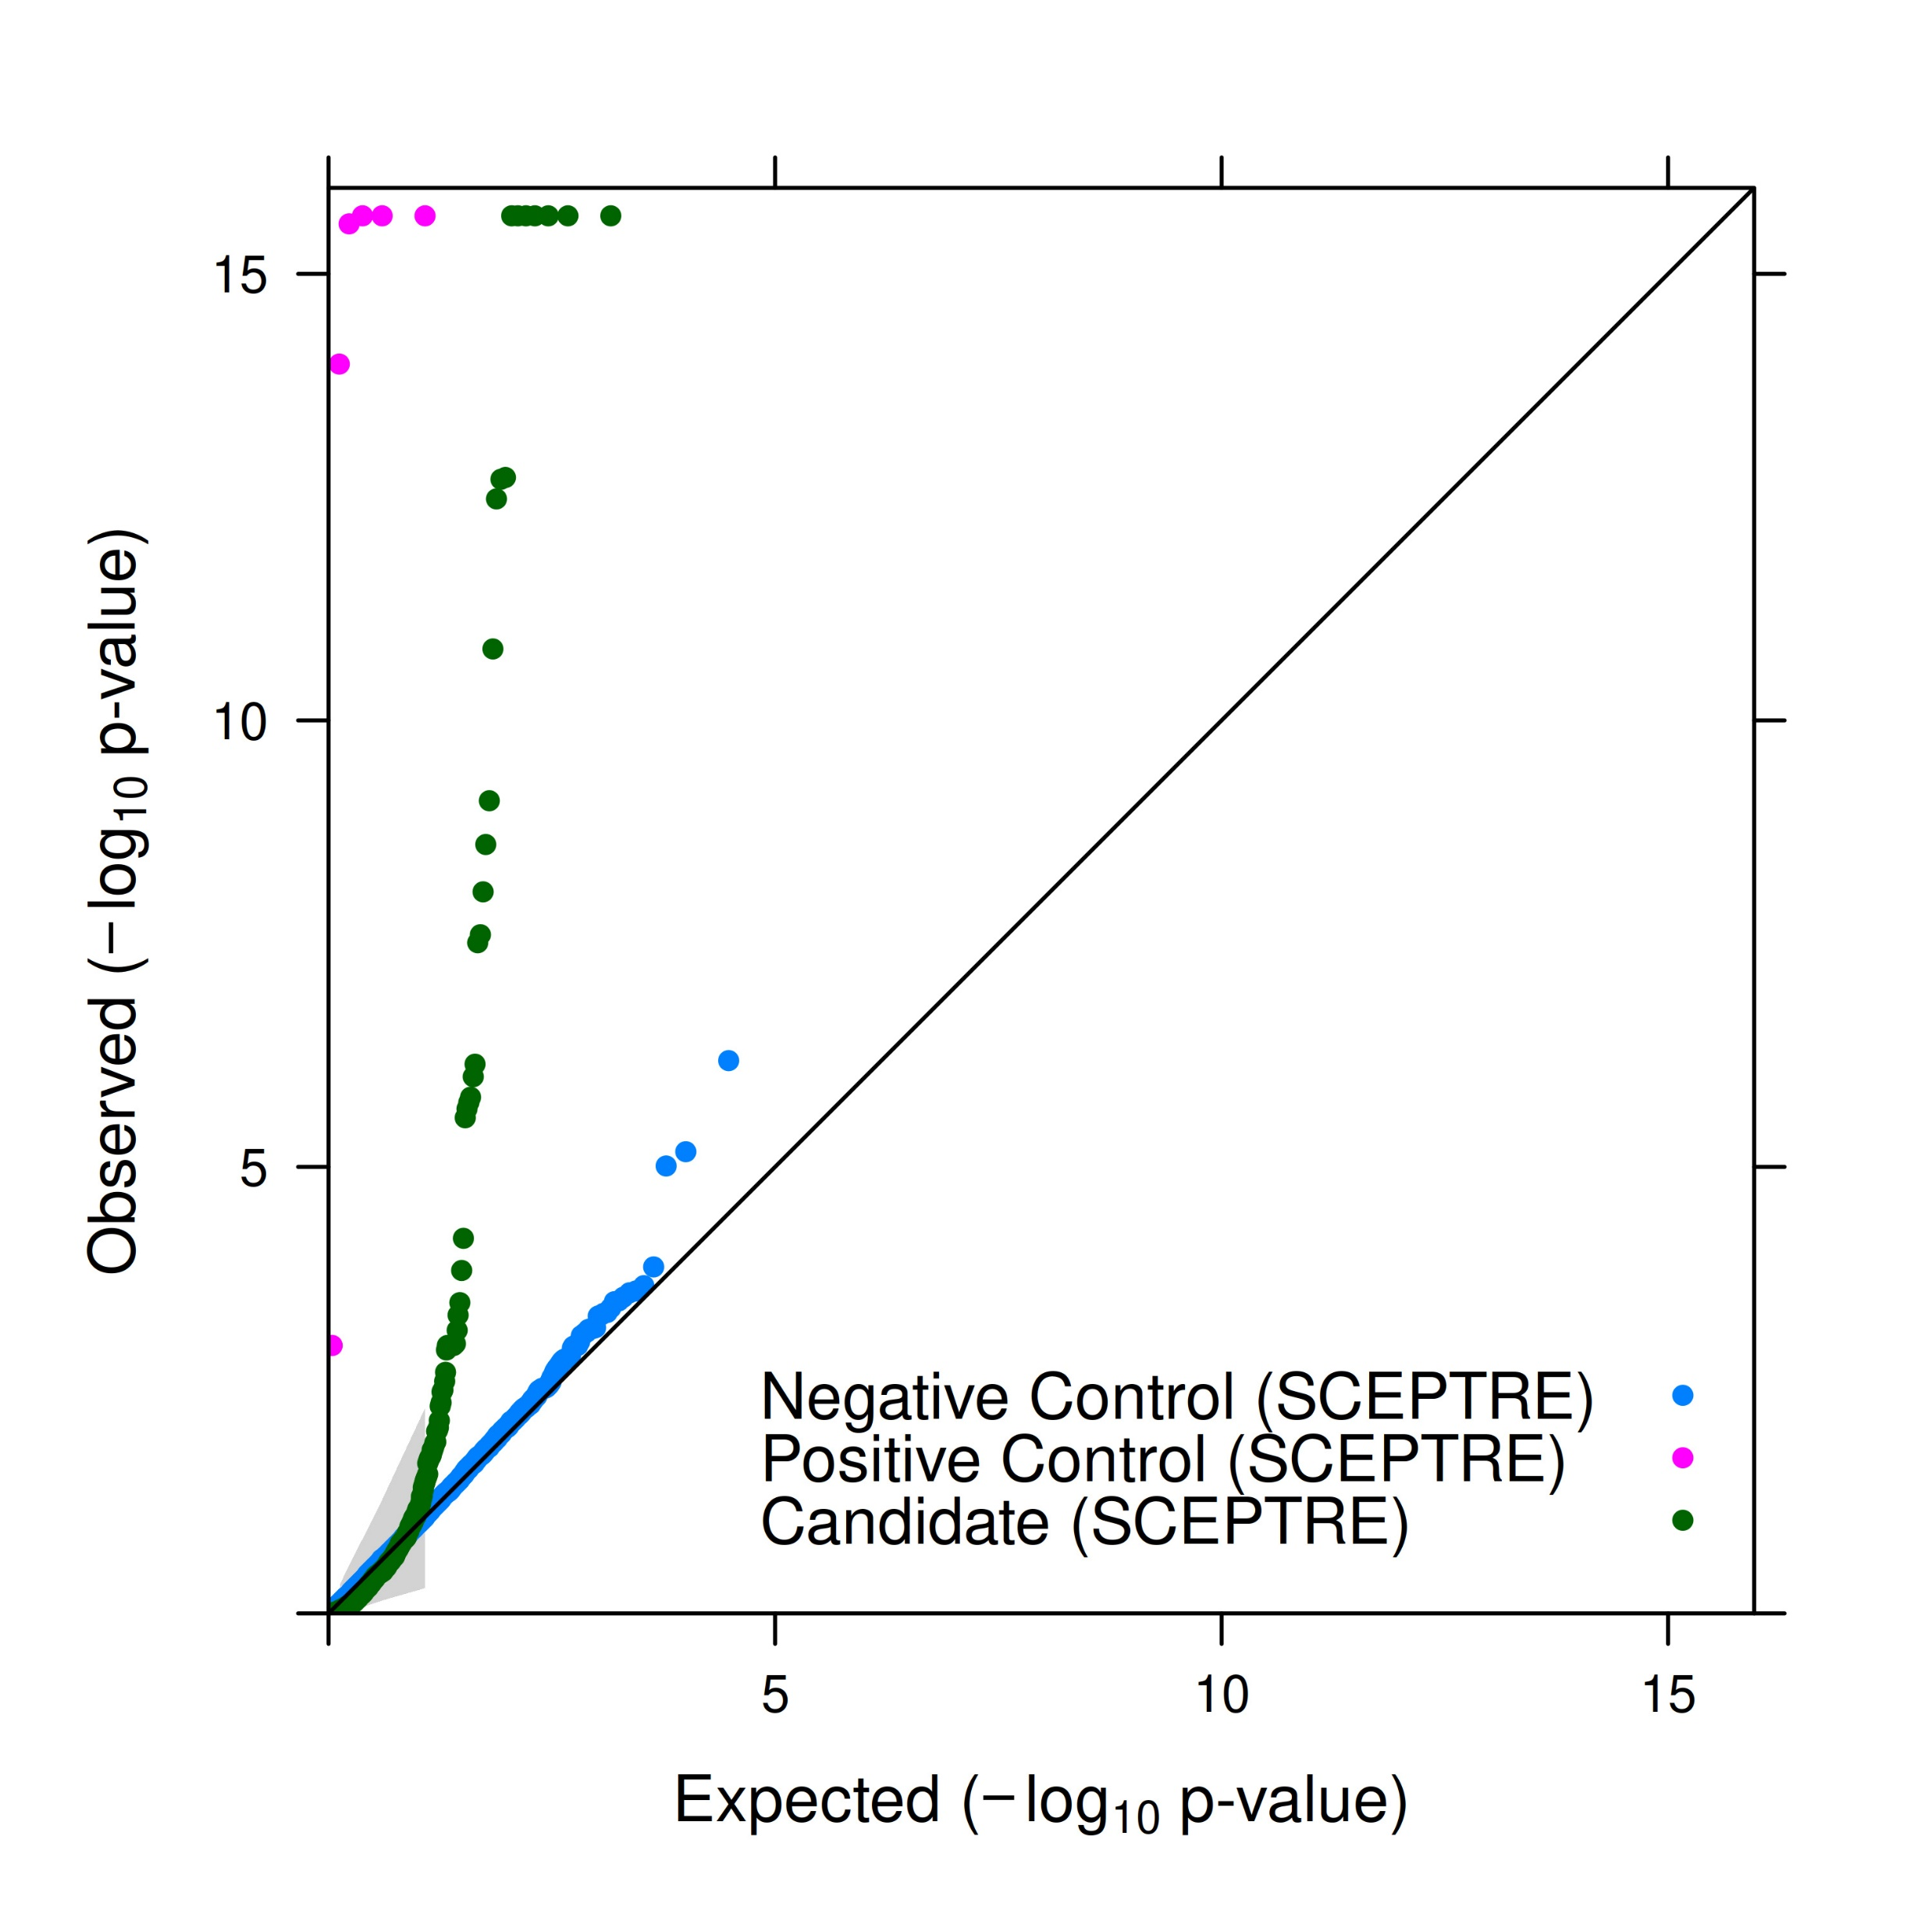 15
10
5
Observed (−log10 p-value)
Negative Control (SCEPTRE)
Positive Control (SCEPTRE)
Candidate (SCEPTRE)
5 10 15
Expected (−log10 p-value)